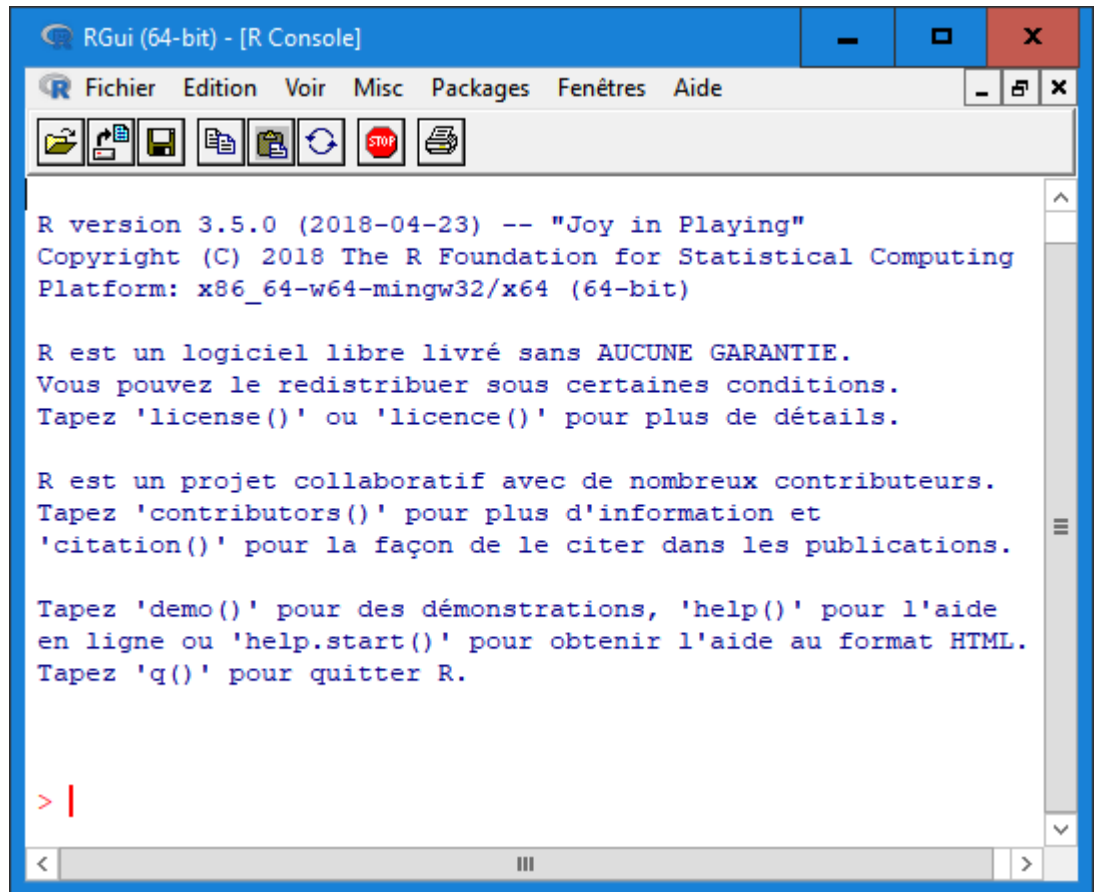 RGui (64-bit) - [R Console]
Fichier Edition Voir Misc Packages Fenêtres Aide
STOP
R version 3.5.0 (2018-04-23) -- "Joy in Playing"
Copyright (C) 2018 The R Foundation for Statistical Computing
Platform: x86_64-w64-mingw32/x64 (64-bit)
R est un logiciel libre livré sans AUCUNE GARANTIE.
Vous pouvez le redistribuer sous certaines conditions.
Tapez 'license()' ou 'licence()' pour plus de détails.
R est un projet collaboratif avec de nombreux contributeurs.
Tapez 'contributors()' pour plus d'information et
'citation()' pour la façon de le citer dans les publications.
Tapez 'demo()' pour des démonstrations, 'help()' pour l'aide
en ligne ou 'help.start()' pour obtenir l'aide au format HTML.
Tapez 'q()' pour quitter R.
>